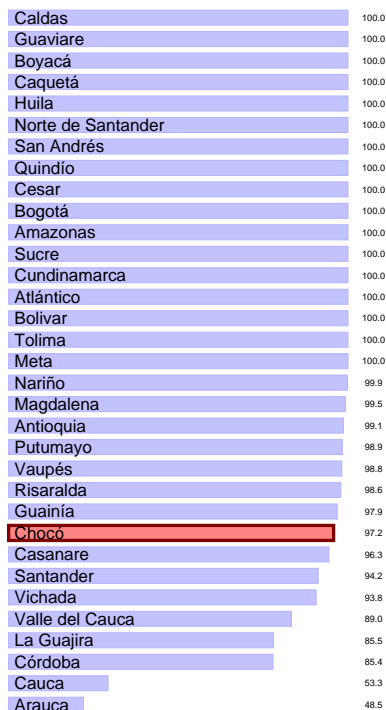 Caldas 100.0
Guaviare 100.0
Boyacá 100.0
Caquetá 100.0
Huila 100.0
Norte de Santander 100.0
San Andrés 100.0
Quindío 100.0
Cesar 100.0
Bogotá 100.0
Amazonas 100.0
Sucre 100.0
Cundinamarca 100.0
Atlántico 100.0
Bolivar 100.0
Tolima 100.0
Meta 100.0
Nariño 99.9
Magdalena 99.5
Antioquia 99.1
Putumayo 98.9
Vaupés 98.8
Risaralda 98.6
Guainía 97.9
Chocó 97.2
Casanare 96.3
Santander 94.2
Vichada 93.8
Valle del Cauca 89.0
La Guajira 85.5
Córdoba 85.4
Cauca 53.3
Arauca 48.5